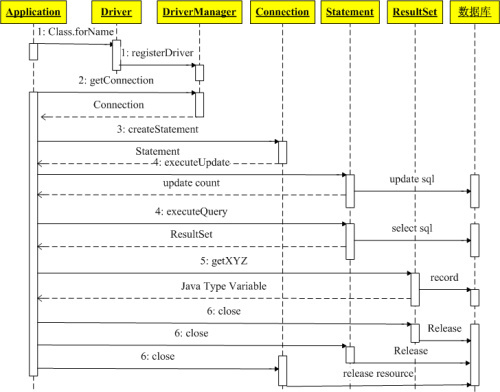 Application Driver DriverManager Connection Statement ResultSet 数据库
1: Class.forName
1: registerDriver
2: getConnection
Connection
3: createStatement
Statement
4: executeUpdate
update count
update sql
4: executeQuery
ResultSet
select sql
5: getXYZ
Java Type Variable
record
6: close
Release
6: close
Release
6: close
release resource